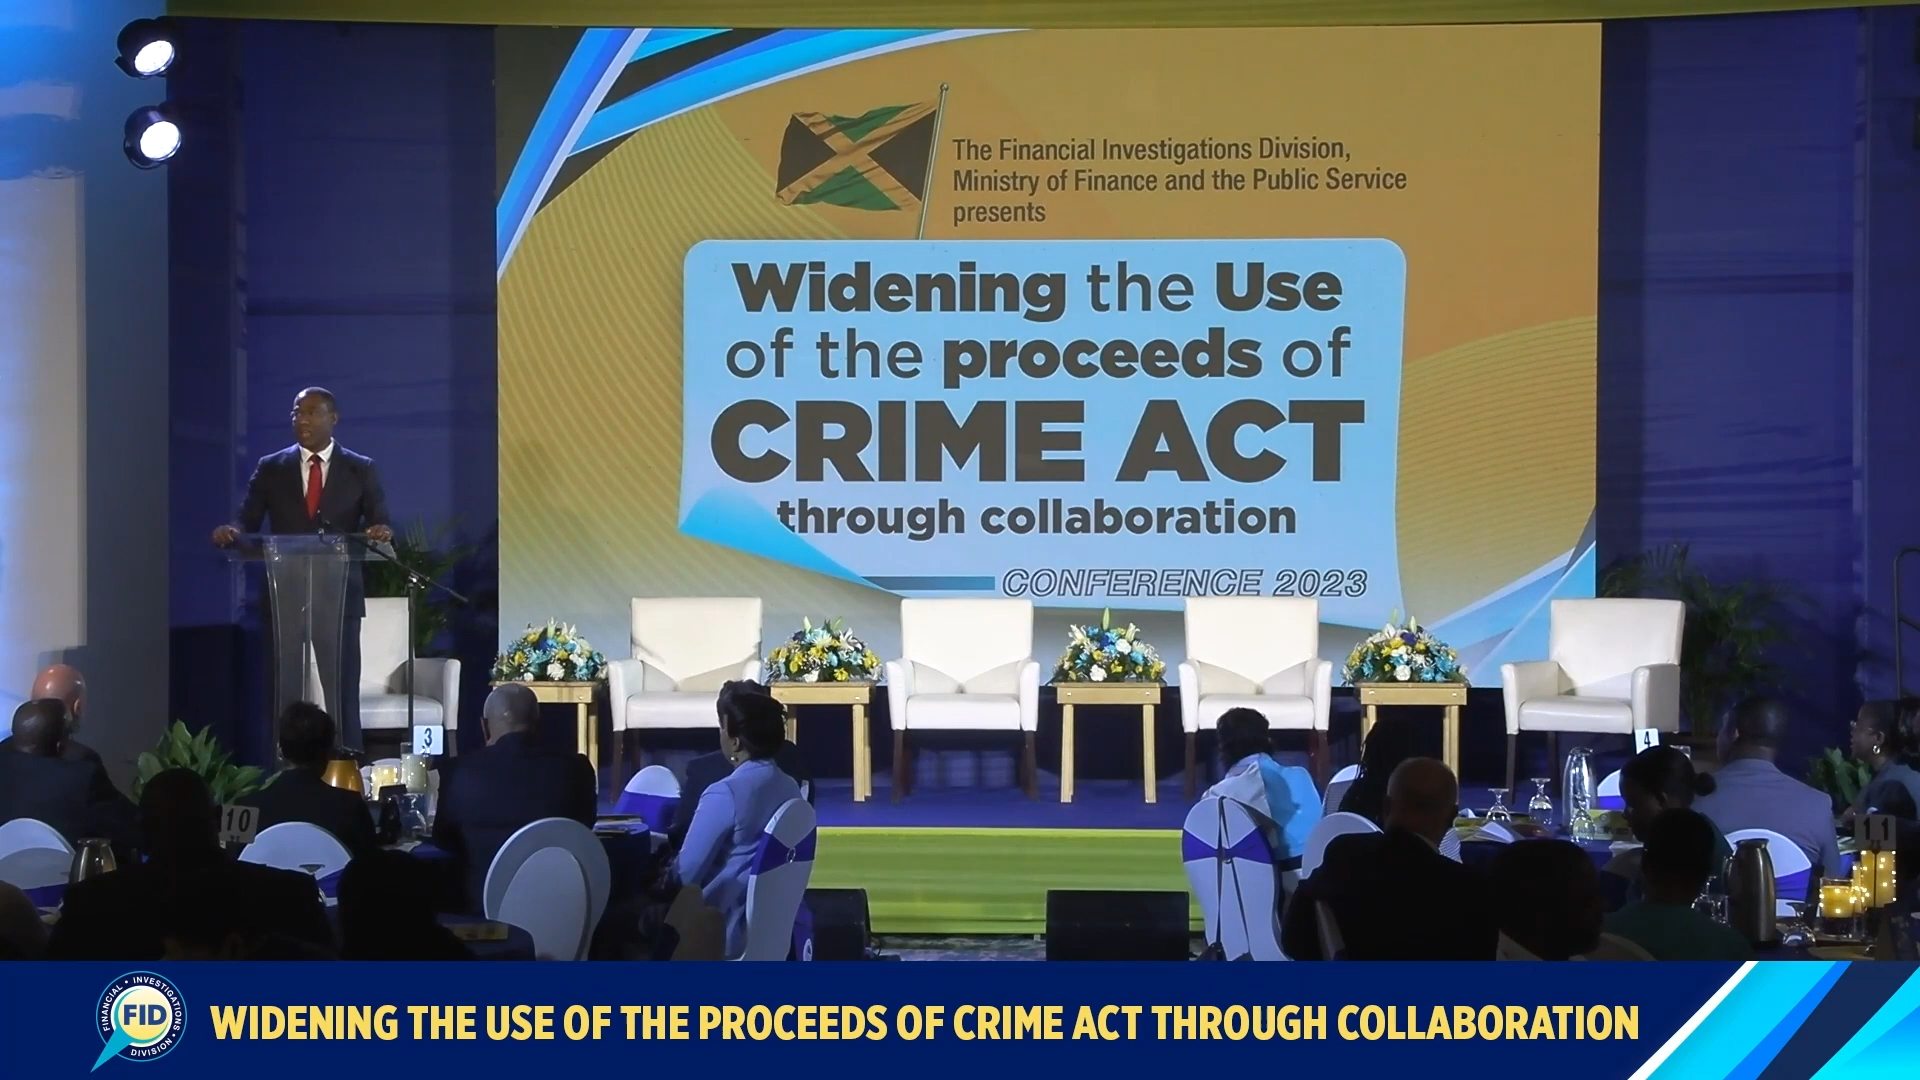 The Financial Investigations Division,
Ministry of Finance and the Public Service
presents
Widening the Use
of the proceeds of
CRIME ACT
through collaboration
CONFERENCE 2023
3
4
10
11
FINANCIAL • INVESTIGATIONS • DIVISION
FID
WIDENING THE USE OF THE PROCEEDS OF CRIME ACT THROUGH COLLABORATION